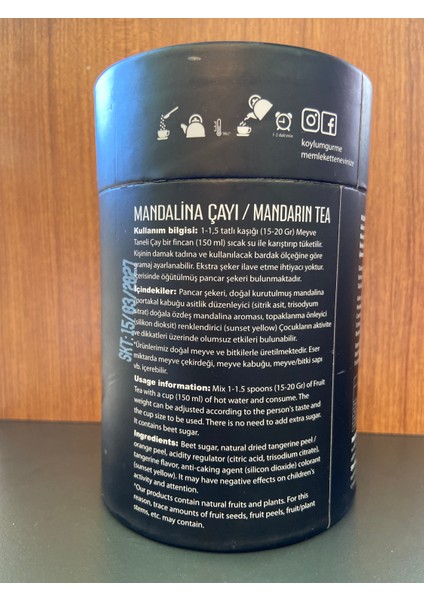 koylumgurme
memlekettenevinize
MANDALİNA ÇAYI / MANDARIN TEA
Kullanım bilgisi: 1-1,5 tatlı kaşığı (15-20 Gr) Meyve
Taneli Çay bir fincan (150 ml) sıcak su ile karıştırıp tüketilir.
Kişinin damak tadına ve kullanılacak bardak ölçeğine göre
gramaj ayarlanabilir. Ekstra şeker ilave etme ihtiyacı yoktur.
içerisinde öğütülmüş pancar şekeri bulunmaktadır.
İçindekiler: Pancar şekeri, doğal kurutulmuş mandalina
portakal kabuğu asitlik düzenleyici (sitrik asit, trisodyum
sitrat) doğala özdeş mandalina aroması, topaklanma önleyici
(silikon dioksit) renklendirici (sunset yellow) Çocukların aktivite
ve dikkatleri üzerinde olumsuz etkileri bulunabilir.
*Ürünlerimiz doğal meyve ve bitkilerle üretilmektedir. Eser
miktarda meyve çekirdeği, meyve kabuğu, meyve/bitki sapı
vb. içerebilir.
Usage information: Mix 1-1.5 spoons (15-20 Gr) of Fruit
Tea with a cup (150 ml) of hot water and consume. The
weight can be adjusted according to the person's taste and
the cup size to be used. There is no need to add extra sugar.
It contains beet sugar.
Ingredients: Beet sugar, natural dried tangerine peel /
orange peel, acidity regulator (citric acid, trisodium citrate),
tangerine flavor, anti-caking agent (silicon dioxide) colorant
(sunset yellow). It may have negative effects on children's
activity and attention.
*Our products contain natural fruits and plants. For this
reason, trace amounts of fruit seeds, fruit peels, fruit/plant
stems, etc. may contain.
SKT:15/03/2027